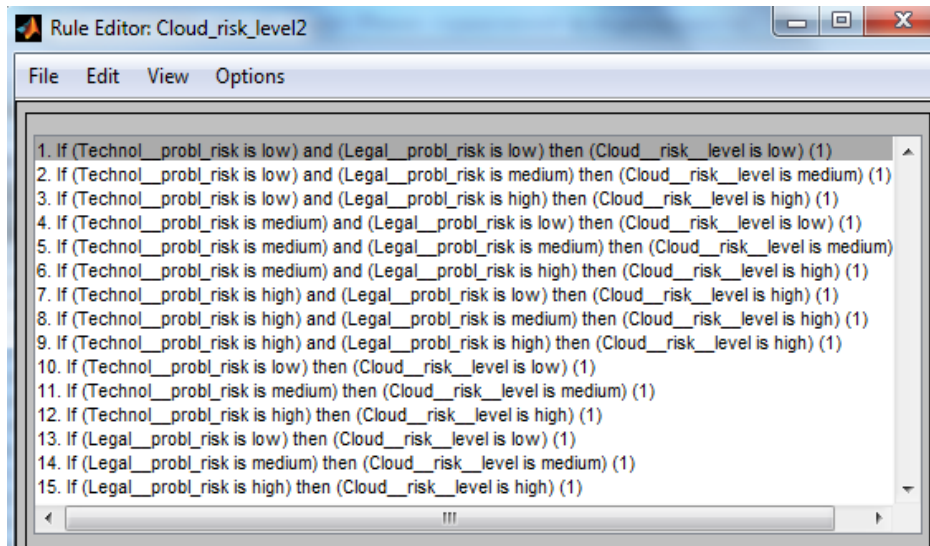 Rule Editor: Cloud_risk_level2
File Edit View Options
1. If (Technol__probl_risk is low) and (Legal__probl_risk is low) then (Cloud__risk__level is low) (1)
2. If (Technol__probl_risk is low) and (Legal__probl_risk is medium) then (Cloud__risk__level is medium) (1)
3. If (Technol__probl_risk is low) and (Legal__probl_risk is high) then (Cloud__risk__level is high) (1)
4. If (Technol__probl_risk is medium) and (Legal__probl_risk is low) then (Cloud__risk__level is low) (1)
5. If (Technol__probl_risk is medium) and (Legal__probl_risk is medium) then (Cloud__risk__level is medium)
6. If (Technol__probl_risk is medium) and (Legal__probl_risk is high) then (Cloud__risk__level is high) (1)
7. If (Technol__probl_risk is high) and (Legal__probl_risk is low) then (Cloud__risk__level is high) (1)
8. If (Technol__probl_risk is high) and (Legal__probl_risk is medium) then (Cloud__risk__level is high) (1)
9. If (Technol__probl_risk is high) and (Legal__probl_risk is high) then (Cloud__risk__level is high) (1)
10. If (Technol__probl_risk is low) then (Cloud__risk__level is low) (1)
11. If (Technol__probl_risk is medium) then (Cloud__risk__level is medium) (1)
12. If (Technol__probl_risk is high) then (Cloud__risk__level is high) (1)
13. If (Legal__probl_risk is low) then (Cloud__risk__level is low) (1)
14. If (Legal__probl_risk is medium) then (Cloud__risk__level is medium) (1)
15. If (Legal__probl_risk is high) then (Cloud__risk__level is high) (1)